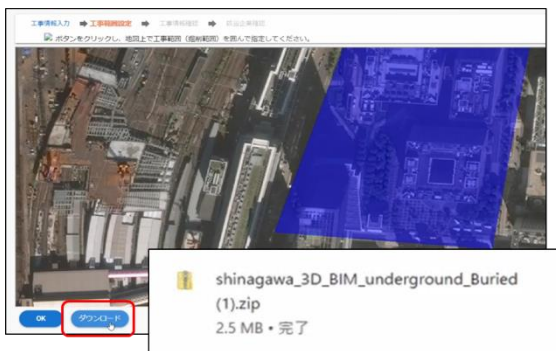 工事情報入力 ➡ 工事範囲設定 ➡ 工事情報確認 ➡ 該当企業確認
ボタンをクリックし、地図上で工事範囲（掘削範囲）を囲んで指定してください。
OK ダウンロード
shinagawa_3D_BIM_underground_Buried
(1).zip
2.5 MB • 完了